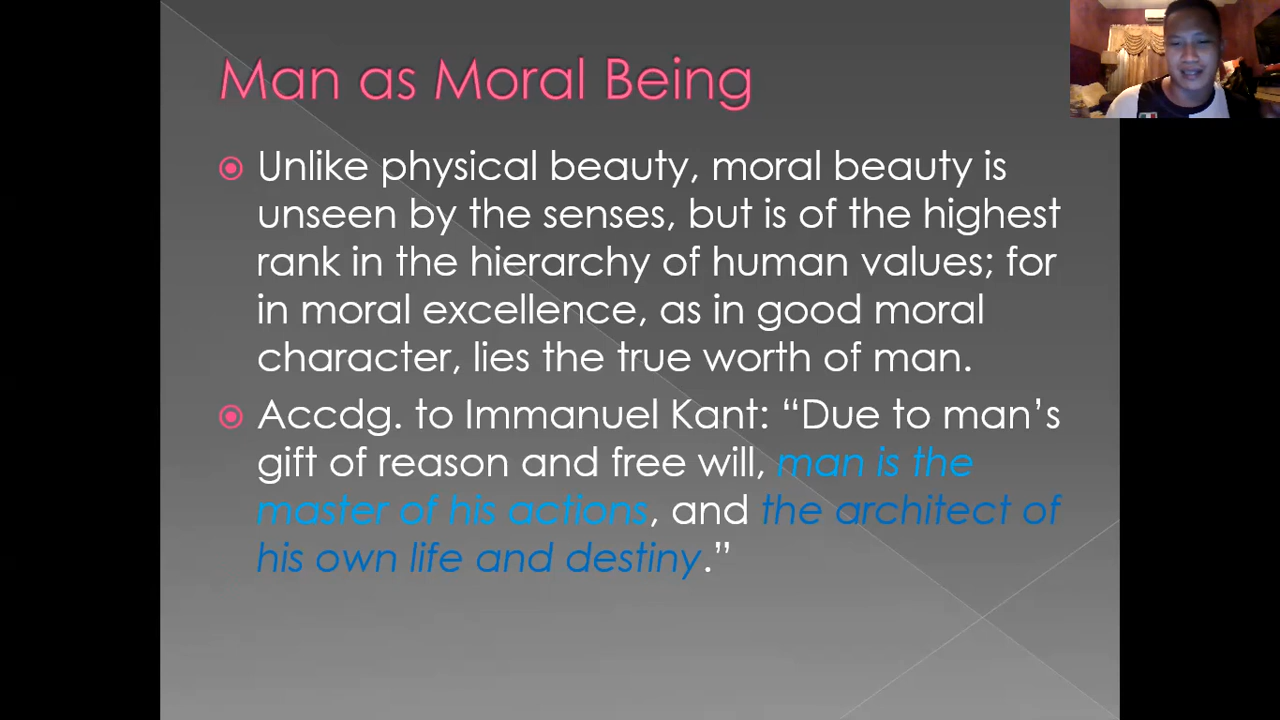 Man as Moral Being
Unlike physical beauty, moral beauty is
unseen by the senses, but is of the highest
rank in the hierarchy of human values; for
in moral excellence, as in good moral
character, lies the true worth of man.
Accdg. to Immanuel Kant: “Due to man’s
gift of reason and free will, man is the
master of his actions, and the architect of
his own life and destiny.”